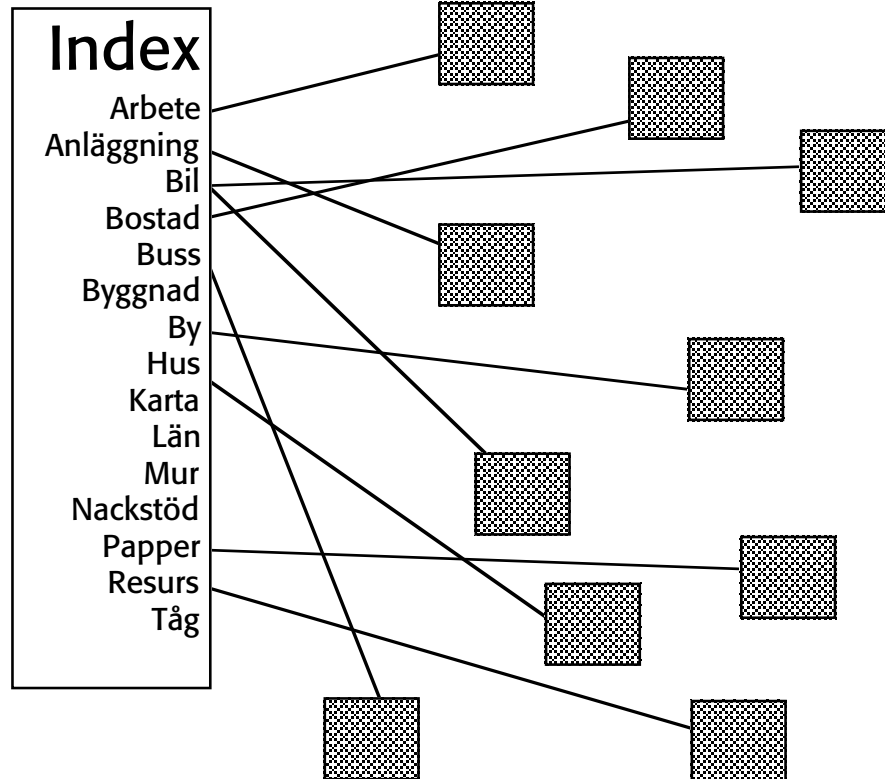 Index
Arbete
Anläggning
Bil
Bostad
Buss
Byggnad
By
Hus
Karta
Län
Mur
Nackstöd
Papper
Resurs
Tåg